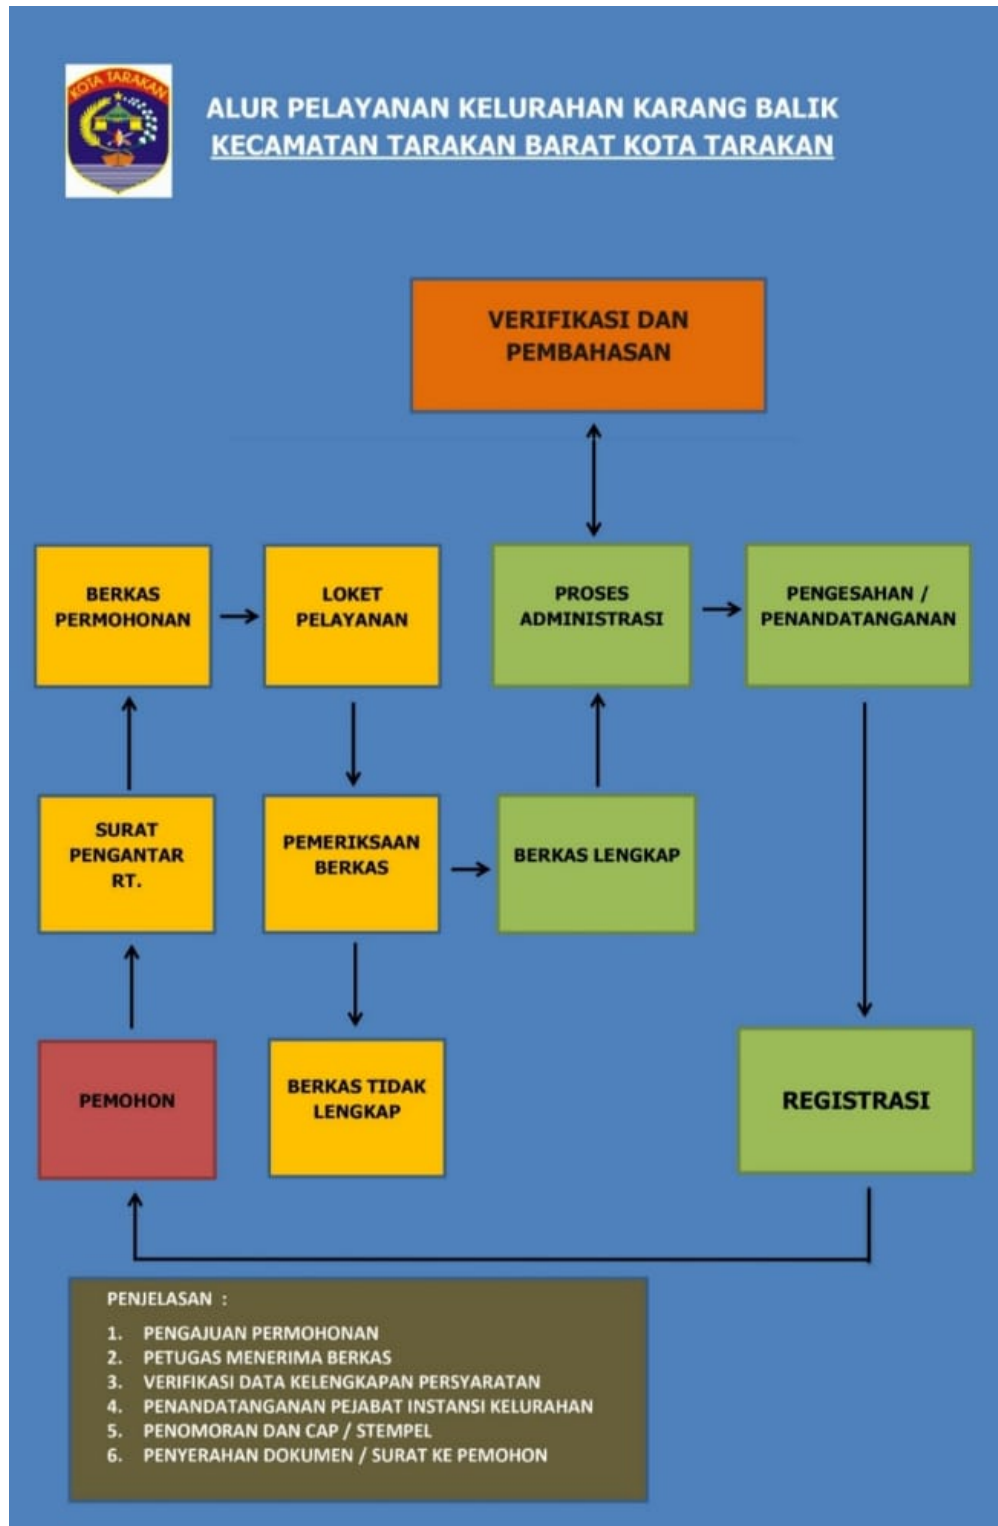 KOTA TARAKAN
ALUR PELAYANAN KELURAHAN KARANG BALIK
KECAMATAN TARAKAN BARAT KOTA TARAKAN
VERIFIKASI DAN
PEMBAHASAN
BERKAS
PERMOHONAN
LOKET
PELAYANAN
PROSES
ADMINISTRASI
PENGESAHAN /
PENANDATANGANAN
SURAT
PENGANTAR
RT.
PEMERIKSAAN
BERKAS
BERKAS LENGKAP
PEMOHON
BERKAS TIDAK
LENGKAP
REGISTRASI
PENJELASAN :
1. PENGAJUAN PERMOHONAN
2. PETUGAS MENERIMA BERKAS
3. VERIFIKASI DATA KELENGKAPAN PERSYARATAN
4. PENANDATANGANAN PEJABAT INSTANSI KELURAHAN
5. PENOMORAN DAN CAP / STEMPEL
6. PENYERAHAN DOKUMEN / SURAT KE PEMOHON